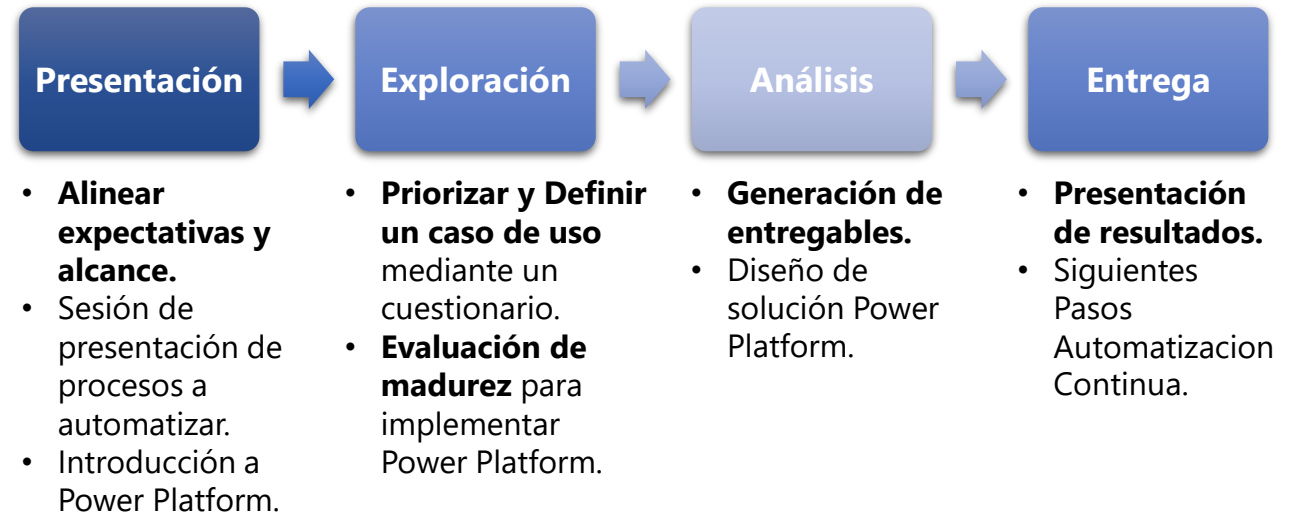 Presentación
Exploración
Análisis
Entrega
• Alinear
expectativas y
alcance.
• Sesión de
presentación de
procesos a
automatizar.
• Introducción a
Power Platform.
• Priorizar y Definir
un caso de uso
mediante un
cuestionario.
• Evaluación de
madurez para
implementar
Power Platform.
• Generación de
entregables.
• Diseño de
solución Power
Platform.
• Presentación
de resultados.
• Siguientes
Pasos
Automatizacion
Continua.